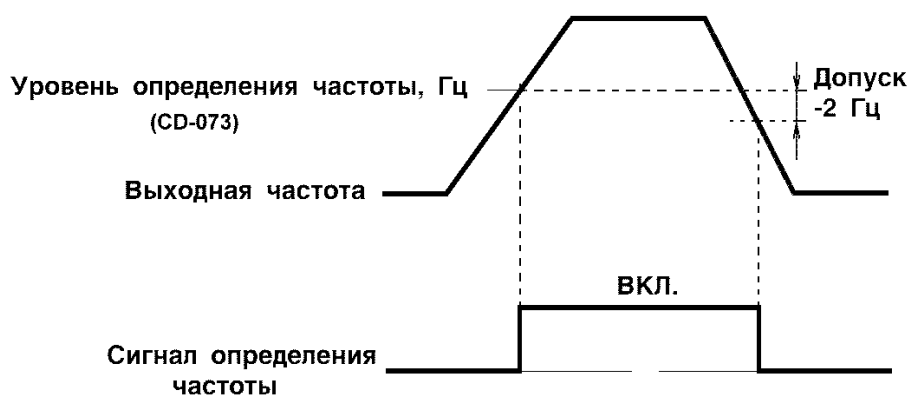 Уровень определения частоты, Гц
(CD-073)
Допуск
-2 Гц
Выходная частота
ВКЛ.
Сигнал определения
частоты